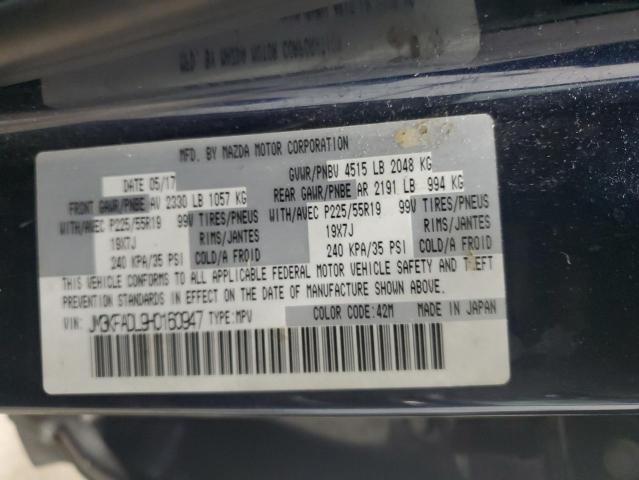 MFD. BY MAZDA MOTOR CORPORATION
DATE 05/17 GVWR/PNBV 4515 LB 2048 KG
FRONT GAWR/PNBE AV 2330 LB 1057 KG REAR GAWR/PNBE AR 2191 LB 994 KG
WITH/AVEC P225/55R19 99V TIRES/PNEUS WITH/AVEC P225/55R19 99V TIRES/PNEUS
19X7J RIMS/JANTES 19X7J RIMS/JANTES
240 KPA/35 PSI COLD/A FROID 240 KPA/35 PSI COLD/A FROID
THIS VEHICLE CONFORMS TO ALL APPLICABLE FEDERAL MOTOR VEHICLE SAFETY AND THEFT
PREVENTION STANDARDS IN EFFECT ON THE DATE OF MANUFACTURE SHOWN ABOVE.
VIN: JM3KFADL9H0160947 TYPE: MPV COLOR CODE: 42M MADE IN JAPAN